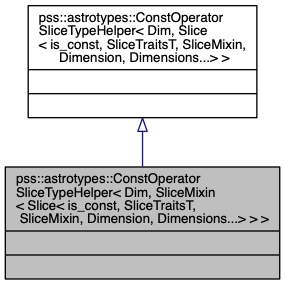 pss::astrotypes::ConstOperator
SliceTypeHelper< Dim, Slice
< is_const, SliceTraitsT, SliceMixin,
Dimension, Dimensions...> >
pss::astrotypes::ConstOperator
SliceTypeHelper< Dim, SliceMixin
< Slice< is_const, SliceTraitsT,
SliceMixin, Dimension, Dimensions...> > >